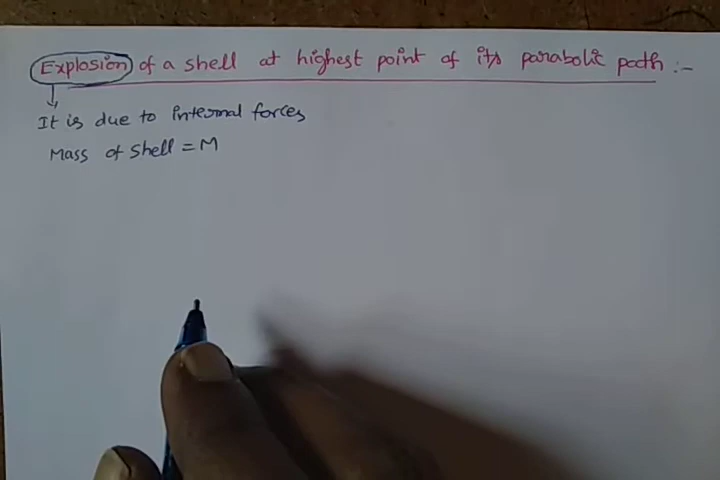 Explosion of a shell at highest point of its parabolic path :-
It is due to internal forces
Mass of shell = M